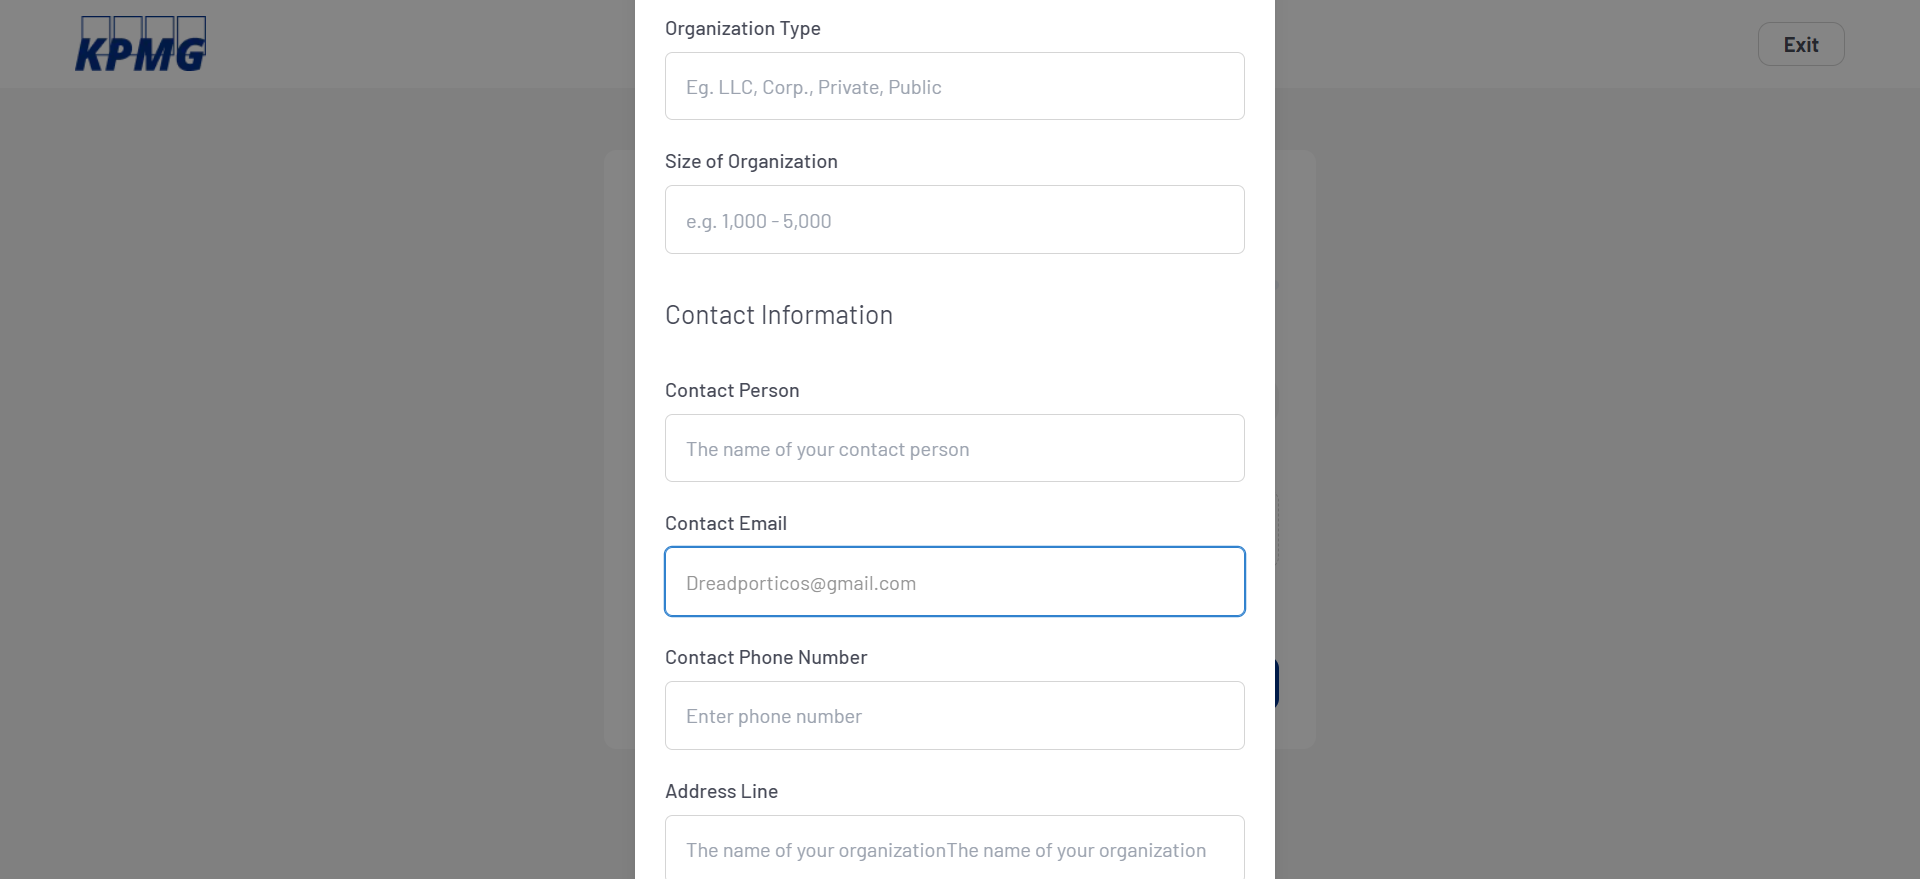 KPMG
Exit
Organization Type
Eg. LLC, Corp., Private, Public
Size of Organization
e.g. 1,000 - 5,000
Contact Information
Contact Person
The name of your contact person
Contact Email
Dreadporticos@gmail.com
Contact Phone Number
Enter phone number
Address Line
The name of your organizationThe name of your organization